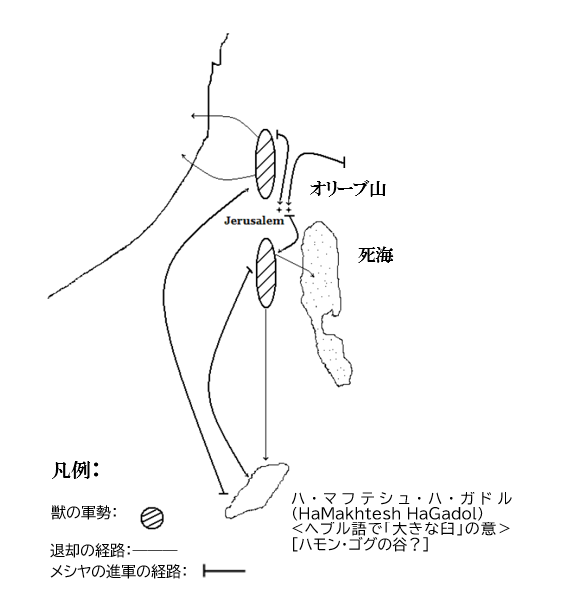 オリーブ山
Jerusalem
死海
凡例：
獣の軍勢：
退却の経路：
メシヤの進軍の経路：
ハ・マフテシュ・ハ・ガドル
(HaMakhtesh HaGadol)
<ヘブル語で「大きな臼」の意>
[ハモン・ゴグの谷？]